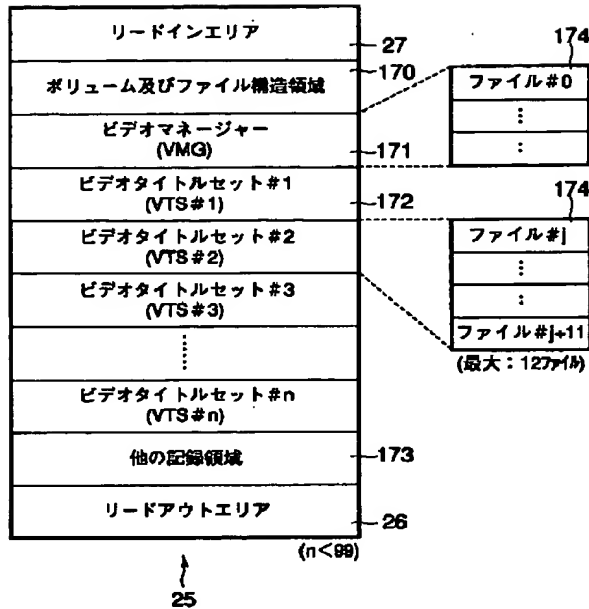 リードインエリア
27
170
ボリューム及びファイル構造領域
ビデオマネージャー
(VMG)
171
ビデオタイトルセット#1
(VTS#1)
172
ビデオタイトルセット#2
(VTS#2)
ビデオタイトルセット#3
(VTS#3)
ビデオタイトルセット#n
(VTS#n)
他の記録領域
173
リードアウトエリア
26
(n<99)
25
174
ファイル#0
174
ファイル#j
ファイル#j+11
(最大:12ファイル)